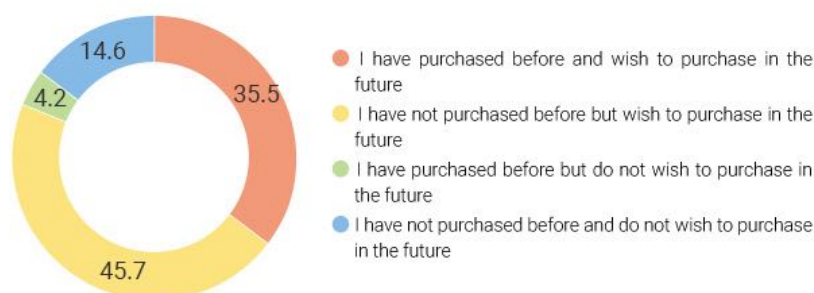 14.6
35.5
4.2
45.7
I have purchased before and wish to purchase in the
future
I have not purchased before but wish to purchase in the
future
I have purchased before but do not wish to purchase in
the future
I have not purchased before and do not wish to purchase
in the future